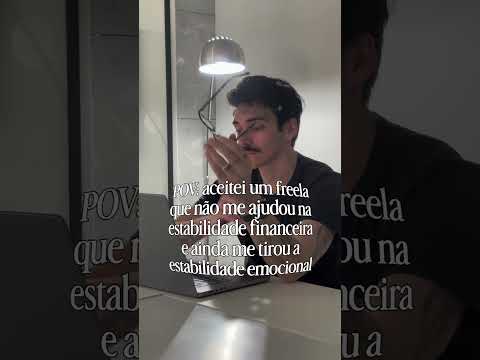 POV: aceitei um freela
que não me ajudou na
estabilidade financeira
e ainda me tirou a
estabilidade emocional